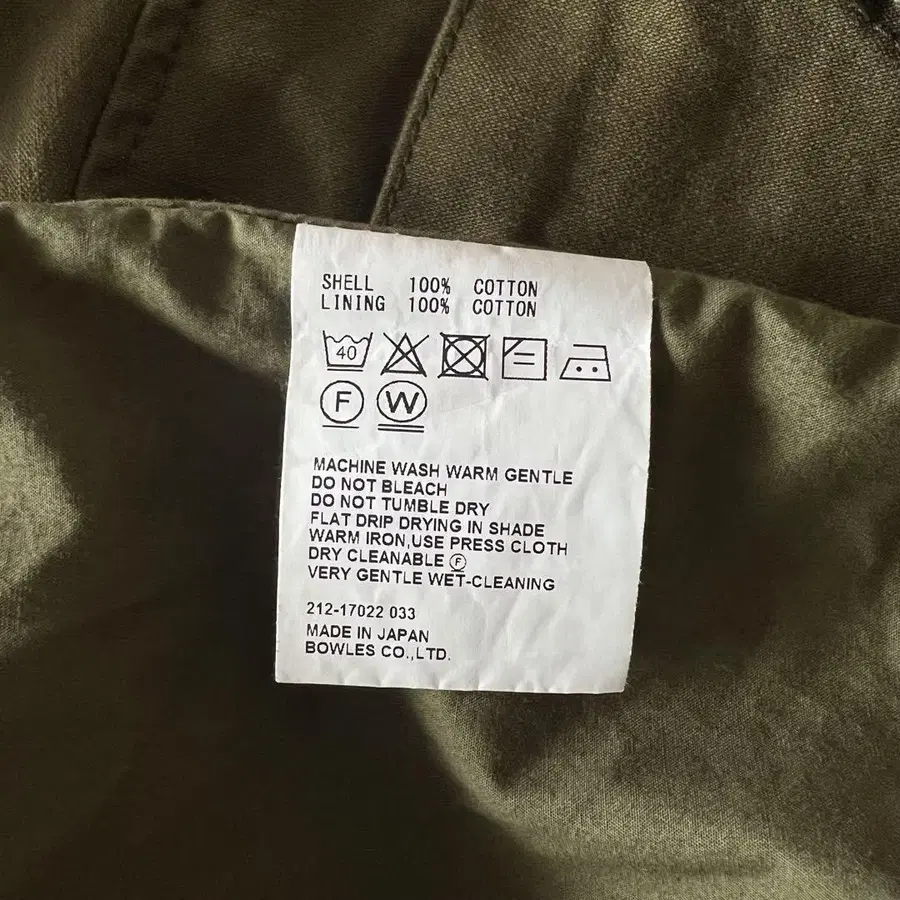 SHELL 100% COTTON
LINING 100% COTTON
40
F W
MACHINE WASH WARM GENTLE
DO NOT BLEACH
DO NOT TUMBLE DRY
FLAT DRIP DRYING IN SHADE
WARM IRON,USE PRESS CLOTH
DRY CLEANABLE Ⓕ
VERY GENTLE WET-CLEANING
212-17022 033
MADE IN JAPAN
BOWLES CO.,LTD.